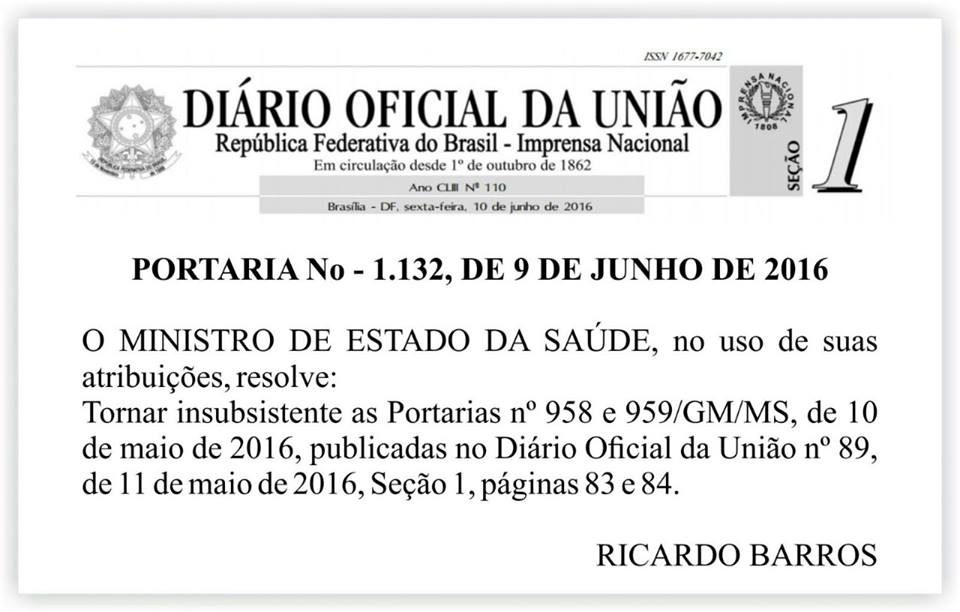 ISSN 1677-7042
DIÁRIO OFICIAL DA UNIÃO
República Federativa do Brasil - Imprensa Nacional
Em circulação desde 1º de outubro de 1862
Ano CLIII Nº 110
Brasília - DF, sexta-feira, 10 de junho de 2016
IMPRENSA NACIONAL
1808
SEÇÃO
1
PORTARIA No - 1.132, DE 9 DE JUNHO DE 2016
O MINISTRO DE ESTADO DA SAÚDE, no uso de suas
atribuições, resolve:
Tornar insubsistente as Portarias nº 958 e 959/GM/MS, de 10
de maio de 2016, publicadas no Diário Oficial da União nº 89,
de 11 de maio de 2016, Seção 1, páginas 83 e 84.
RICARDO BARROS